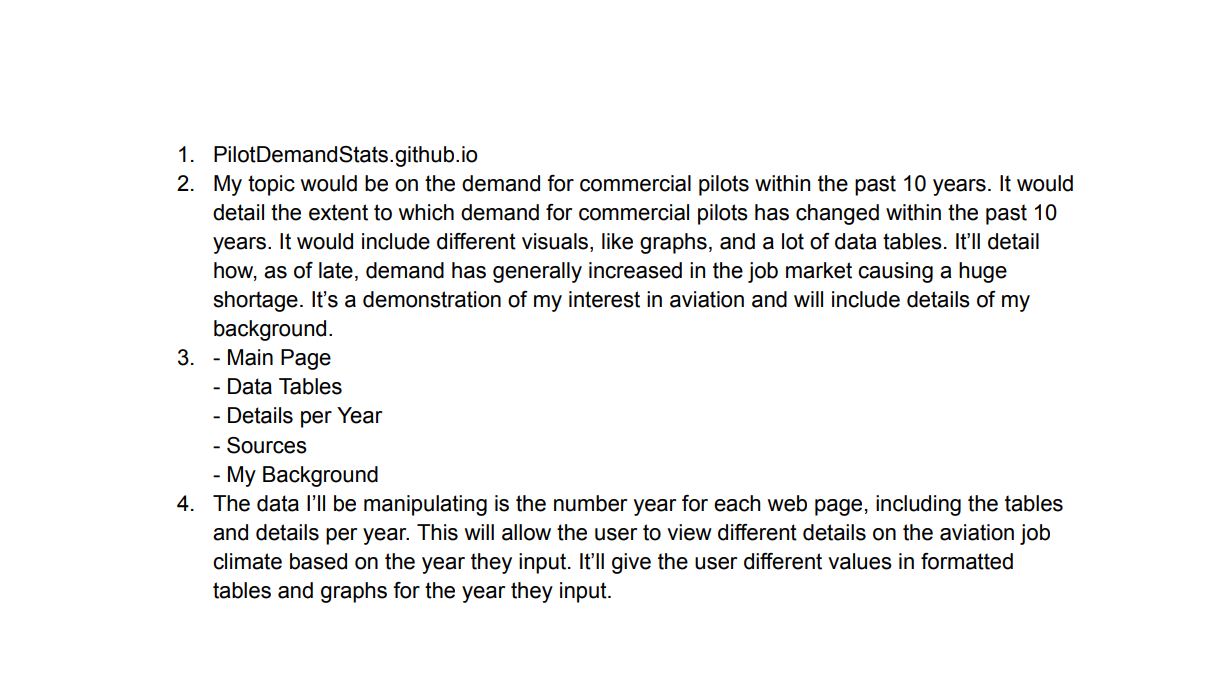 1. PilotDemandStats.github.io
2. My topic would be on the demand for commercial pilots within the past 10 years. It would
detail the extent to which demand for commercial pilots has changed within the past 10
years. It would include different visuals, like graphs, and a lot of data tables. It’ll detail
how, as of late, demand has generally increased in the job market causing a huge
shortage. It’s a demonstration of my interest in aviation and will include details of my
background.
3. - Main Page
- Data Tables
- Details per Year
- Sources
- My Background
4. The data I’ll be manipulating is the number year for each web page, including the tables
and details per year. This will allow the user to view different details on the aviation job
climate based on the year they input. It’ll give the user different values in formatted
tables and graphs for the year they input.